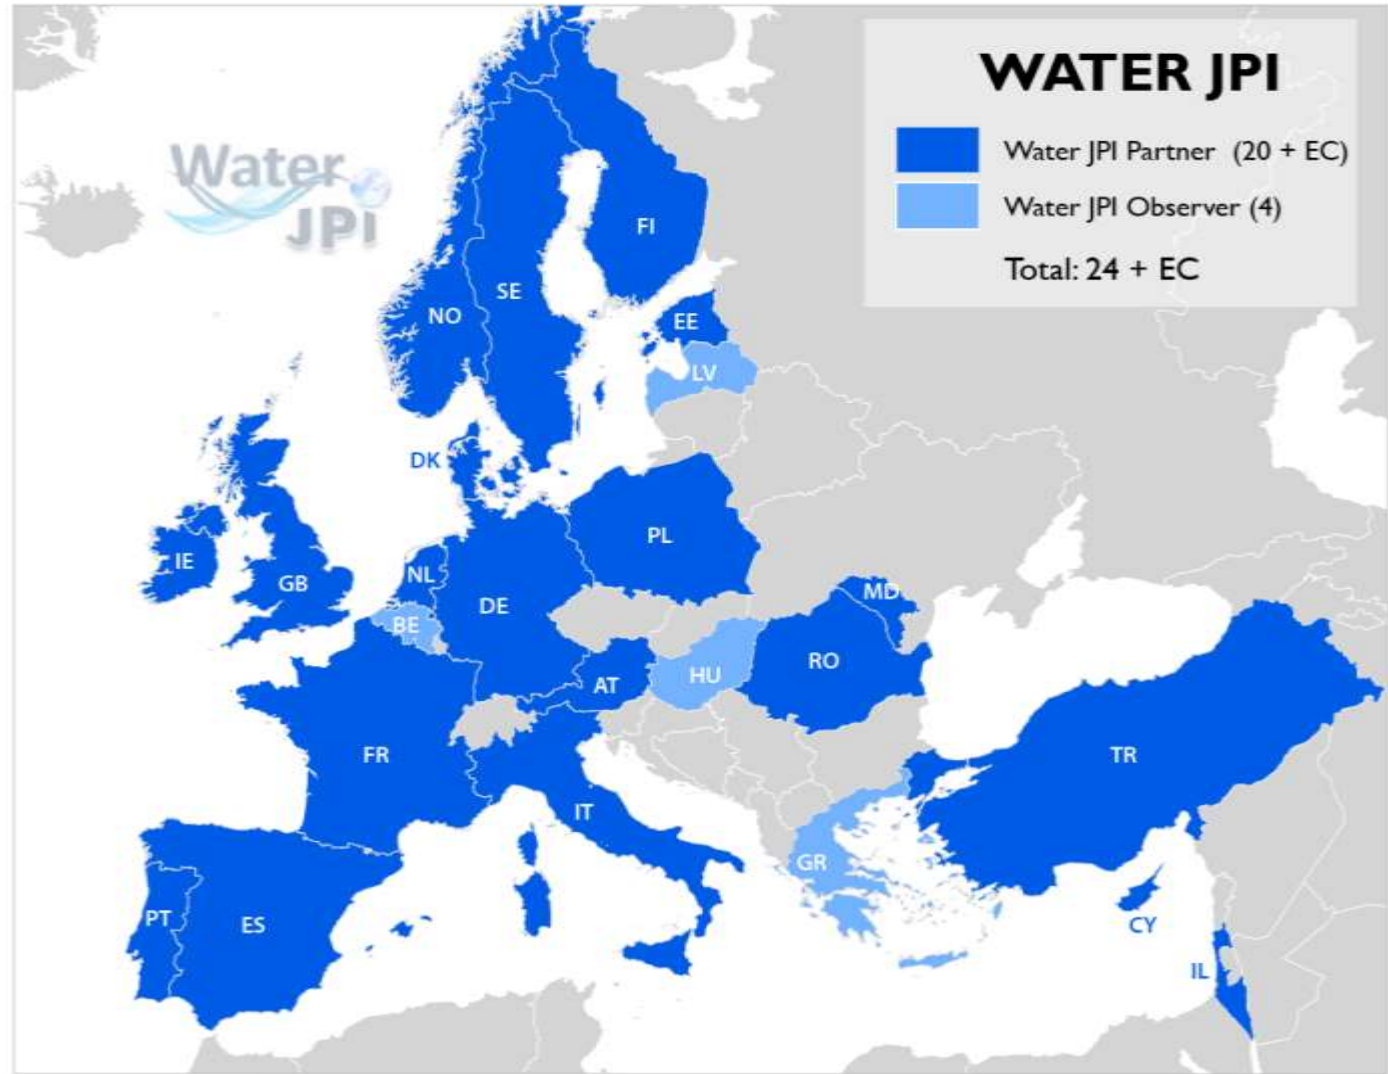 WATER JPI
Water JPI Partner (20 + EC)
Water JPI Observer (4)
Total: 24 + EC
Water
JPI
FI
SE
NO
EE
LV
DK
PL
IE
NL
GB
DE
MD
BE
RO
HU
AT
FR
TR
IT
GR
PT
ES
CY
IL